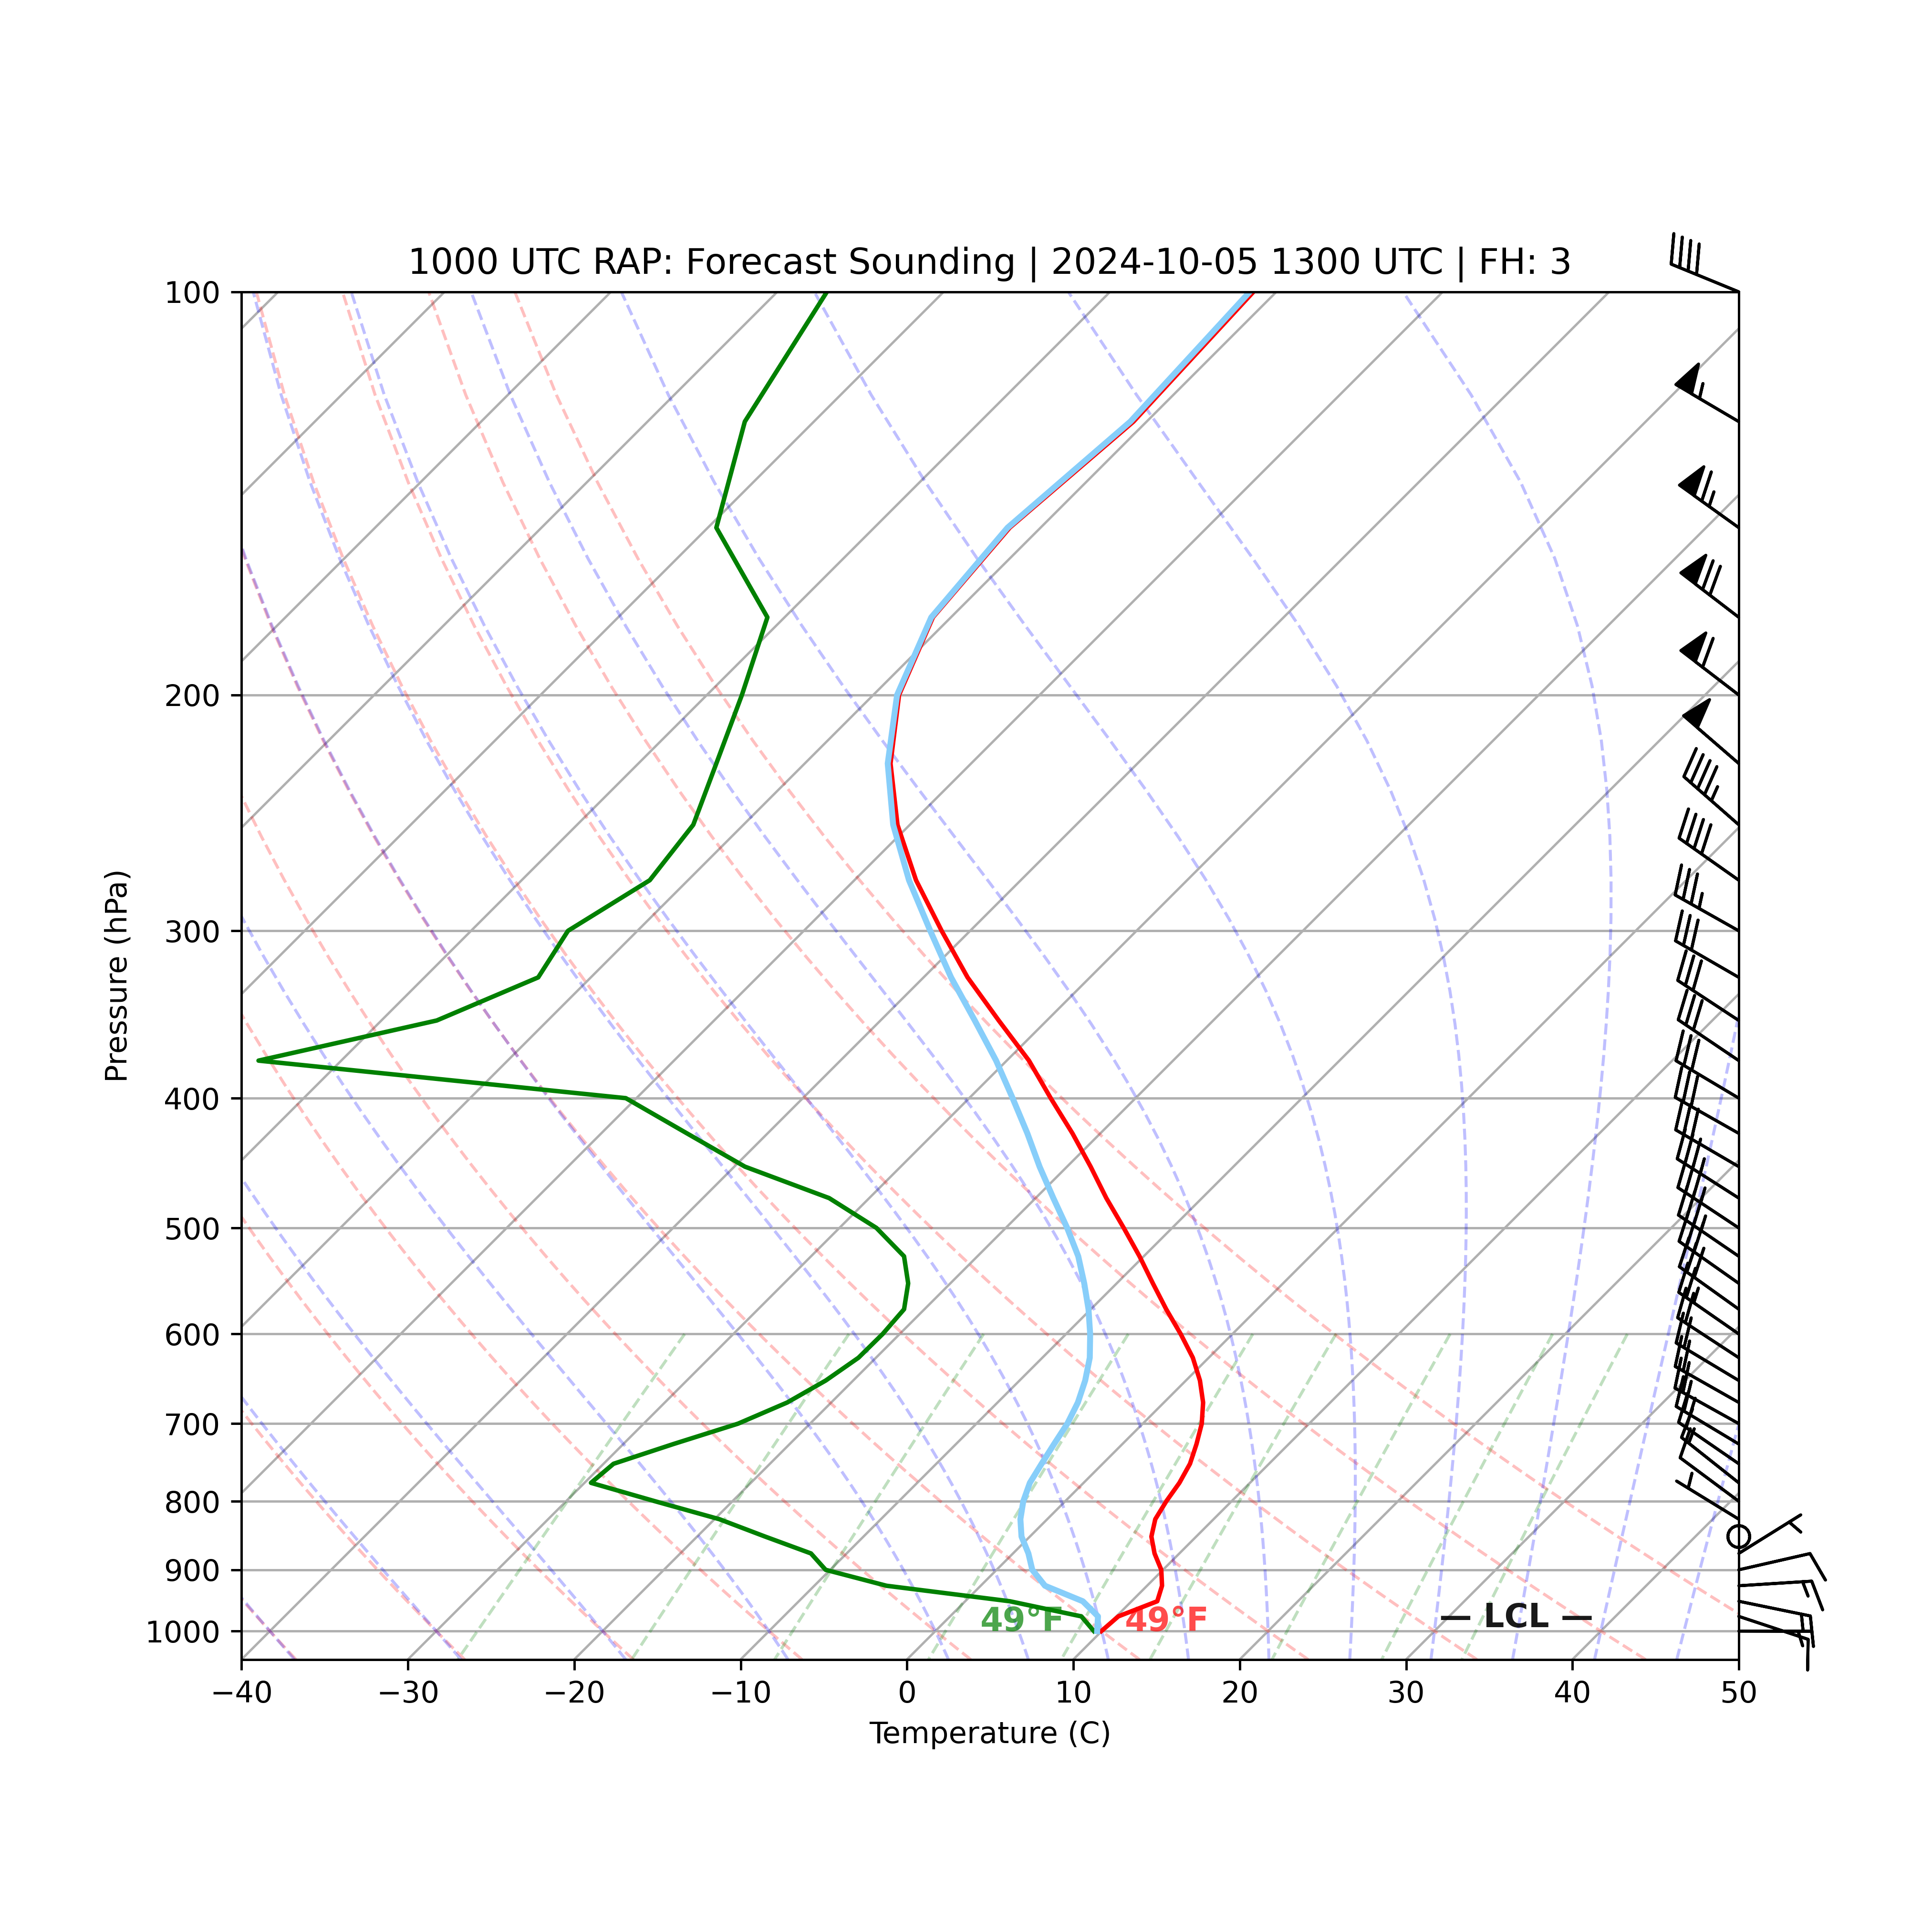 1000 UTC RAP: Forecast Sounding | 2024-10-05 1300 UTC | FH: 3
100
200
300
400
500
600
700
800
900
1000
Pressure (hPa)
49°F 49°F — LCL —
−40 −30 −20 −10 0 10 20 30 40 50
Temperature (C)